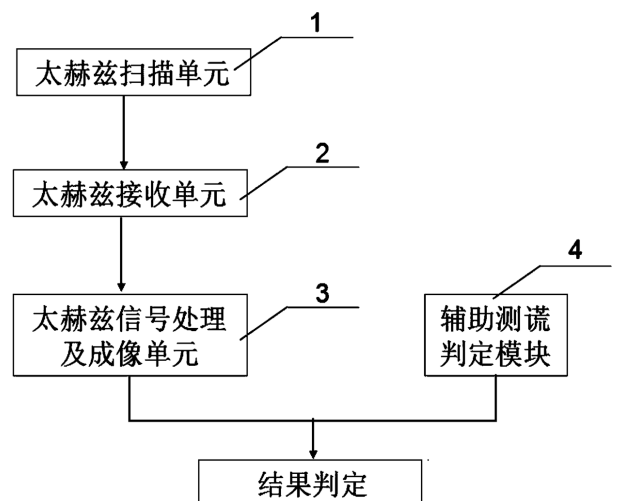 1
太赫兹扫描单元
2
太赫兹接收单元
3
太赫兹信号处理
及成像单元
4
辅助测谎
判定模块
结果判定